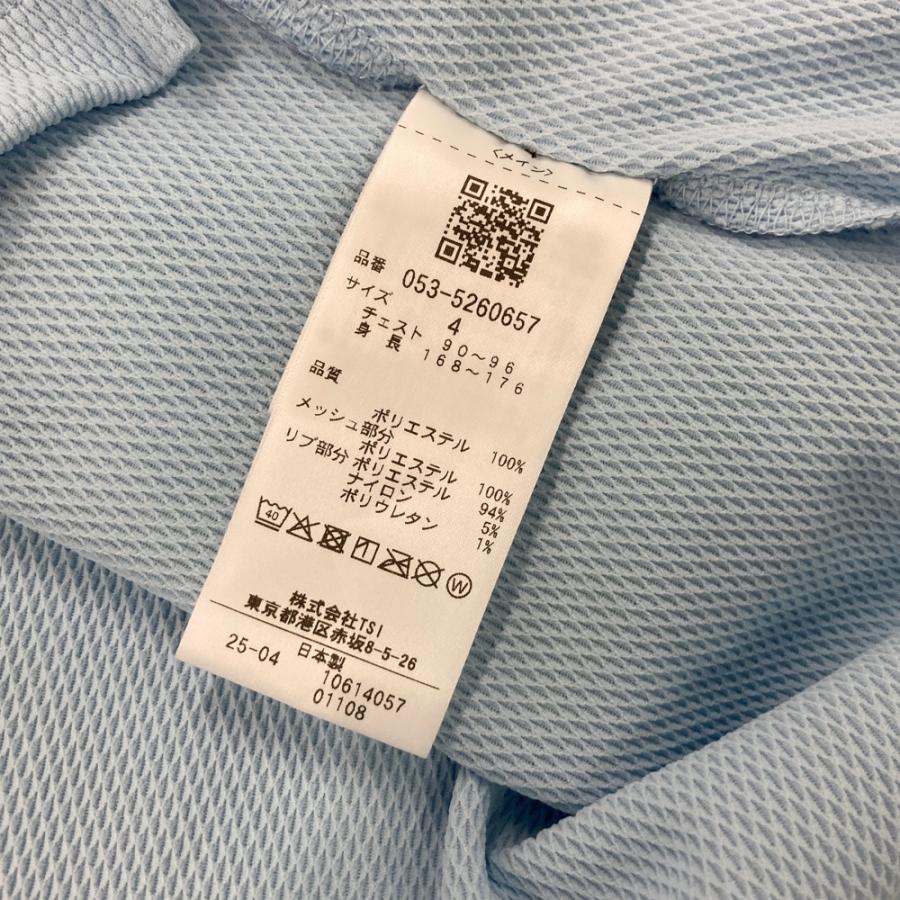 〈メイン〉
品番 053-5260657
サイズ 4
チェスト 90～96
身長 168～176
品質
ポリエステル 100%
メッシュ部分
ポリエステル 100%
リブ部分 ポリエステル 94%
ナイロン 5%
ポリウレタン 1%
40
W
株式会社TSI
東京都港区赤坂8-5-26
25-04 日本製
10614057
01108